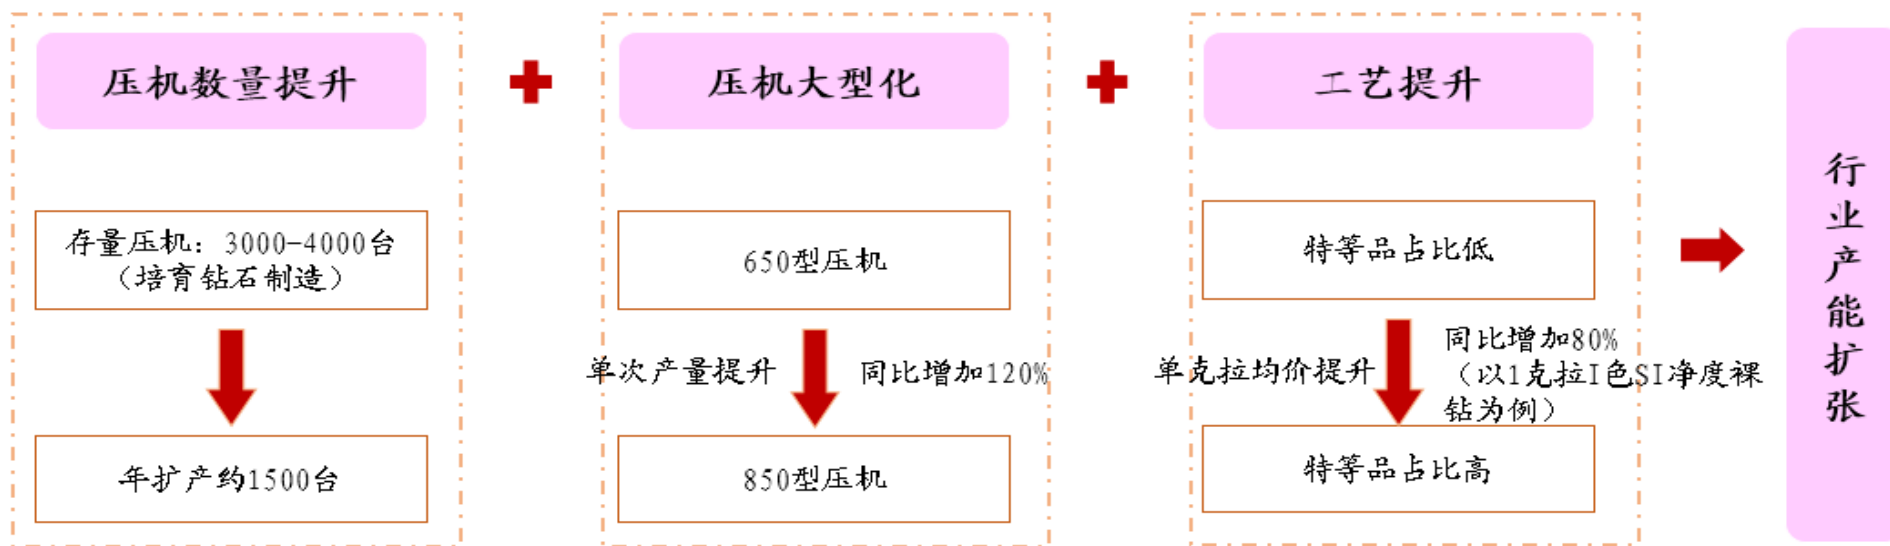 压机数量提升
存量压机：3000-4000台
（培育钻石制造）
年扩产约1500台
压机大型化
650型压机
单次产量提升
同比增加120%
850型压机
工艺提升
特等品占比低
单克拉均价提升
同比增加80%
（以1克拉I色SI净度裸
钻为例）
特等品占比高
行业产能扩张